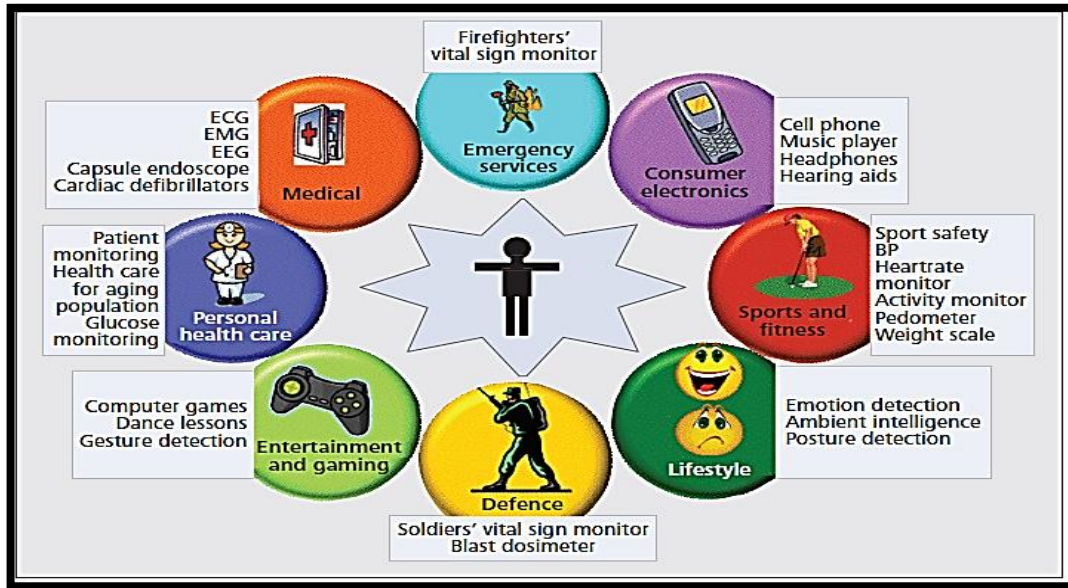 Firefighters'
vital sign monitor
Emergency
services
ECG
EMG
EEG
Capsule endoscope
Cardiac defibrillators
Medical
Consumer
electronics
Cell phone
Music player
Headphones
Hearing aids
Patient
monitoring
Health care
for aging
population
Glucose
monitoring
Personal
health care
Sports and
fitness
Sport safety
BP
Heartrate
monitor
Activity monitor
Pedometer
Weight scale
Computer games
Dance lessons
Gesture detection
Entertainment
and gaming
Defence
Soldiers' vital sign monitor
Blast dosimeter
Lifestyle
Emotion detection
Ambient intelligence
Posture detection